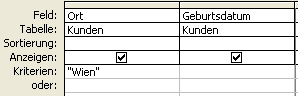 Feld: Ort Geburtsdatum
Tabelle: Kunden Kunden
Sortierung:
Anzeigen:
Kriterien: "Wien"
oder: